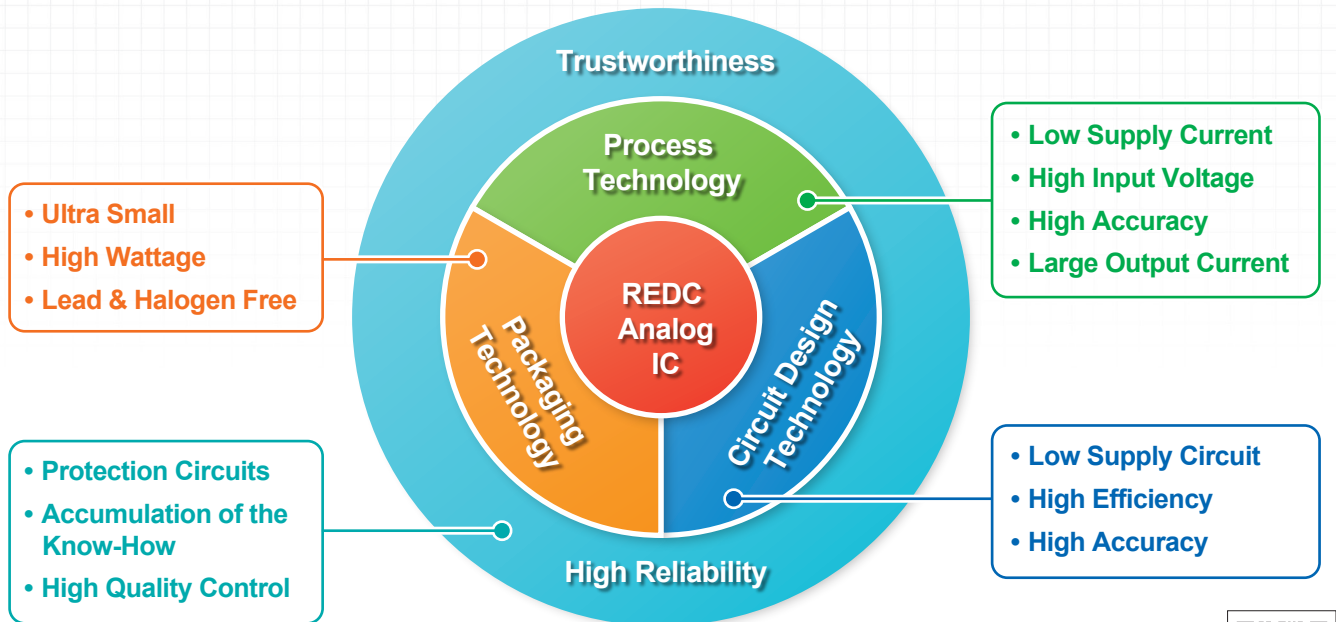 Trustworthiness
Process
Technology
• Low Supply Current
• High Input Voltage
• High Accuracy
• Large Output Current
• Ultra Small
• High Wattage
• Lead & Halogen Free
REDC
Analog
IC
Packaging
Technology
Circuit Design
Technology
• Protection Circuits
• Accumulation of the
Know-How
• High Quality Control
• Low Supply Circuit
• High Efficiency
• High Accuracy
High Reliability